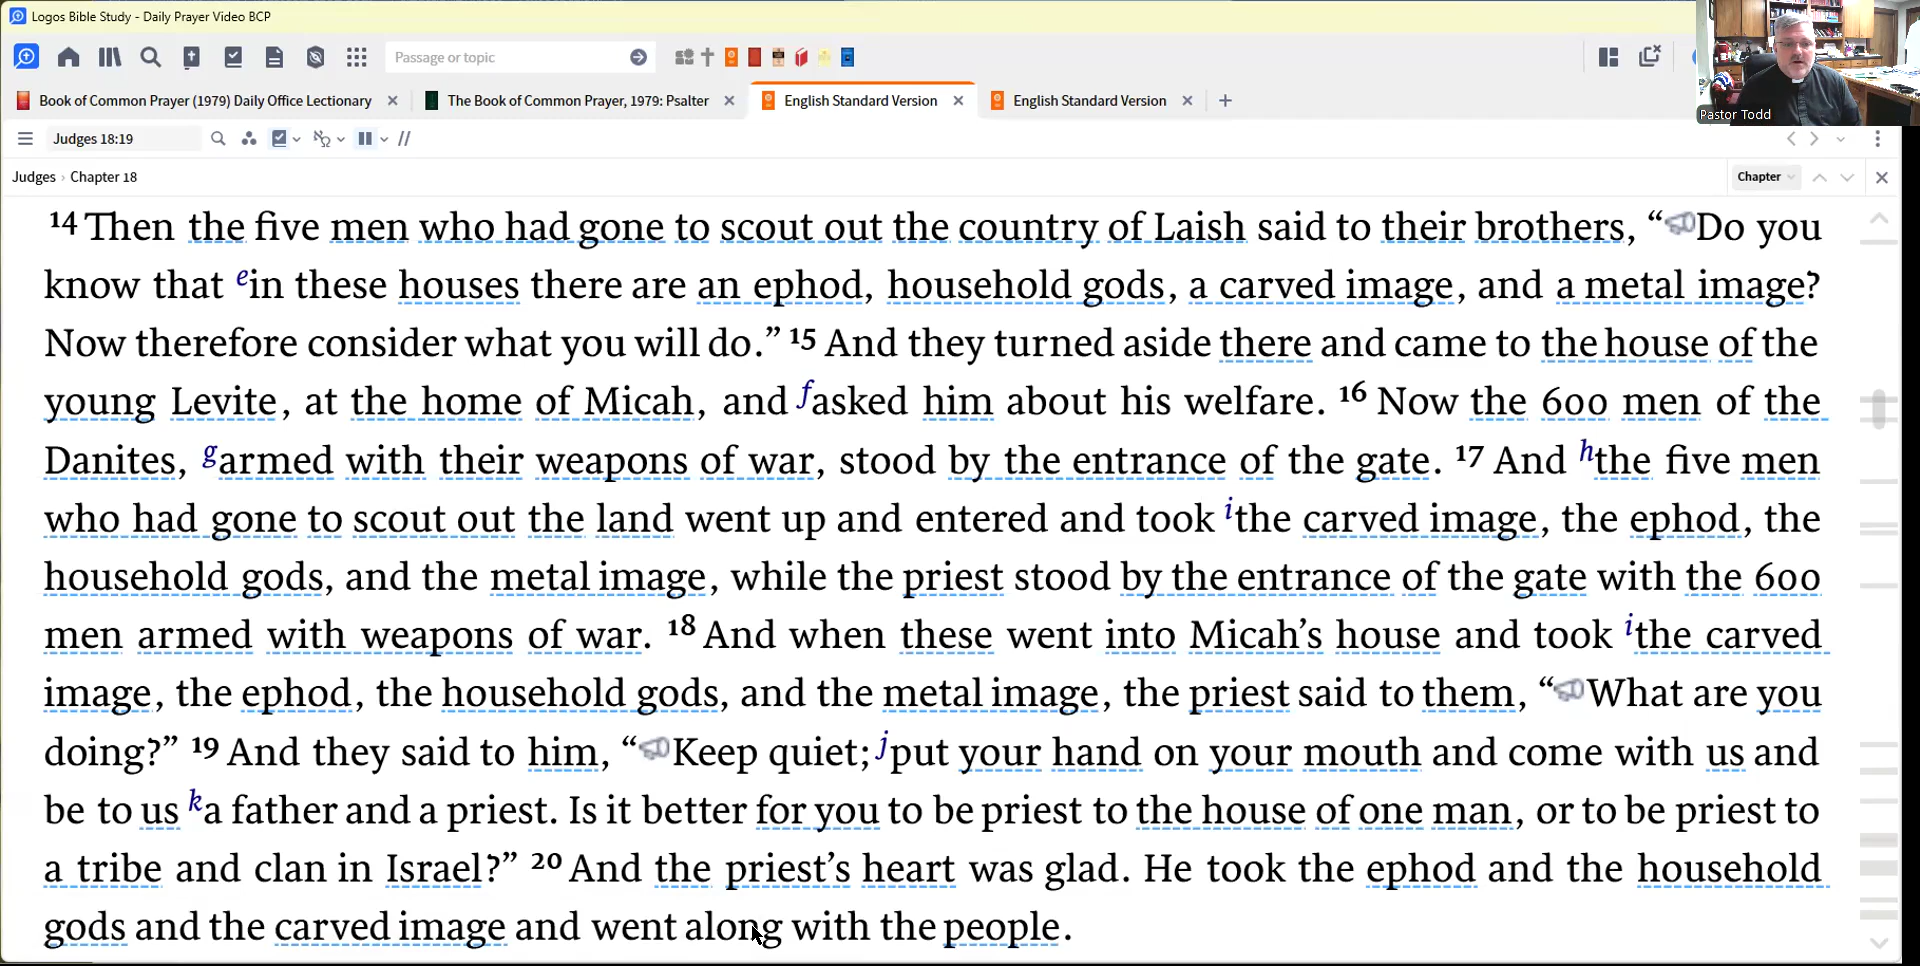 Logos Bible Study - Daily Prayer Video BCP
Passage or topic
Book of Common Prayer (1979) Daily Office Lectionary
The Book of Common Prayer, 1979: Psalter
English Standard Version
English Standard Version
Pastor Todd
Judges 18:19
Judges › Chapter 18
Chapter
14 Then the five men who had gone to scout out the country of Laish said to their brothers, “Do you
know that e in these houses there are an ephod, household gods, a carved image, and a metal image?
Now therefore consider what you will do.” 15 And they turned aside there and came to the house of the
young Levite, at the home of Micah, and f asked him about his welfare. 16 Now the 600 men of the
Danites, g armed with their weapons of war, stood by the entrance of the gate. 17 And h the five men
who had gone to scout out the land went up and entered and took i the carved image, the ephod, the
household gods, and the metal image, while the priest stood by the entrance of the gate with the 600
men armed with weapons of war. 18 And when these went into Micah’s house and took i the carved
image, the ephod, the household gods, and the metal image, the priest said to them, “What are you
doing?” 19 And they said to him, “Keep quiet; j put your hand on your mouth and come with us and
be to us k a father and a priest. Is it better for you to be priest to the house of one man, or to be priest to
a tribe and clan in Israel?” 20 And the priest’s heart was glad. He took the ephod and the household
gods and the carved image and went along with the people.